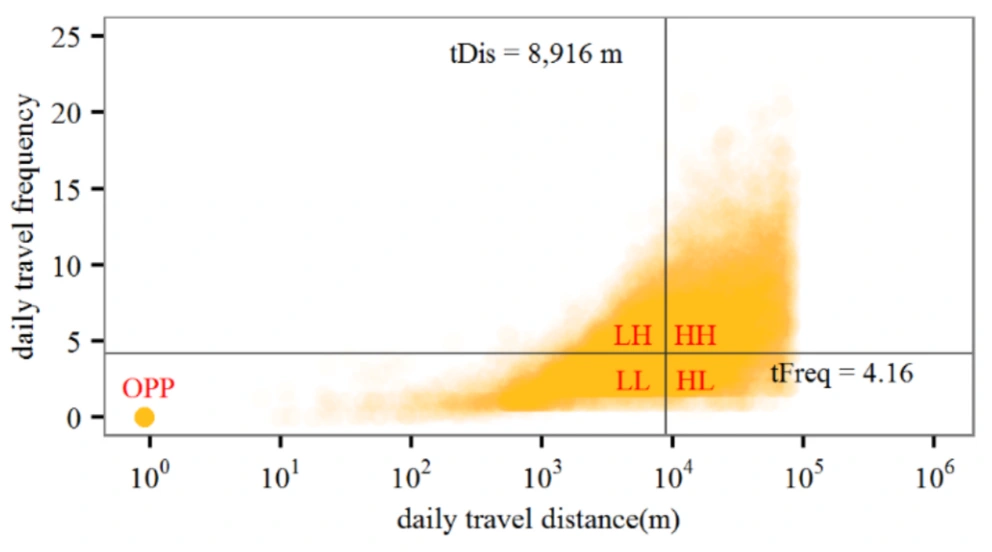 daily travel frequency
25
20
15
10
5
0
tDis = 8,916 m
LH HH
LL HL
tFreq = 4.16
OPP
10⁰ 10¹ 10² 10³ 10⁴ 10⁵ 10⁶
daily travel distance(m)